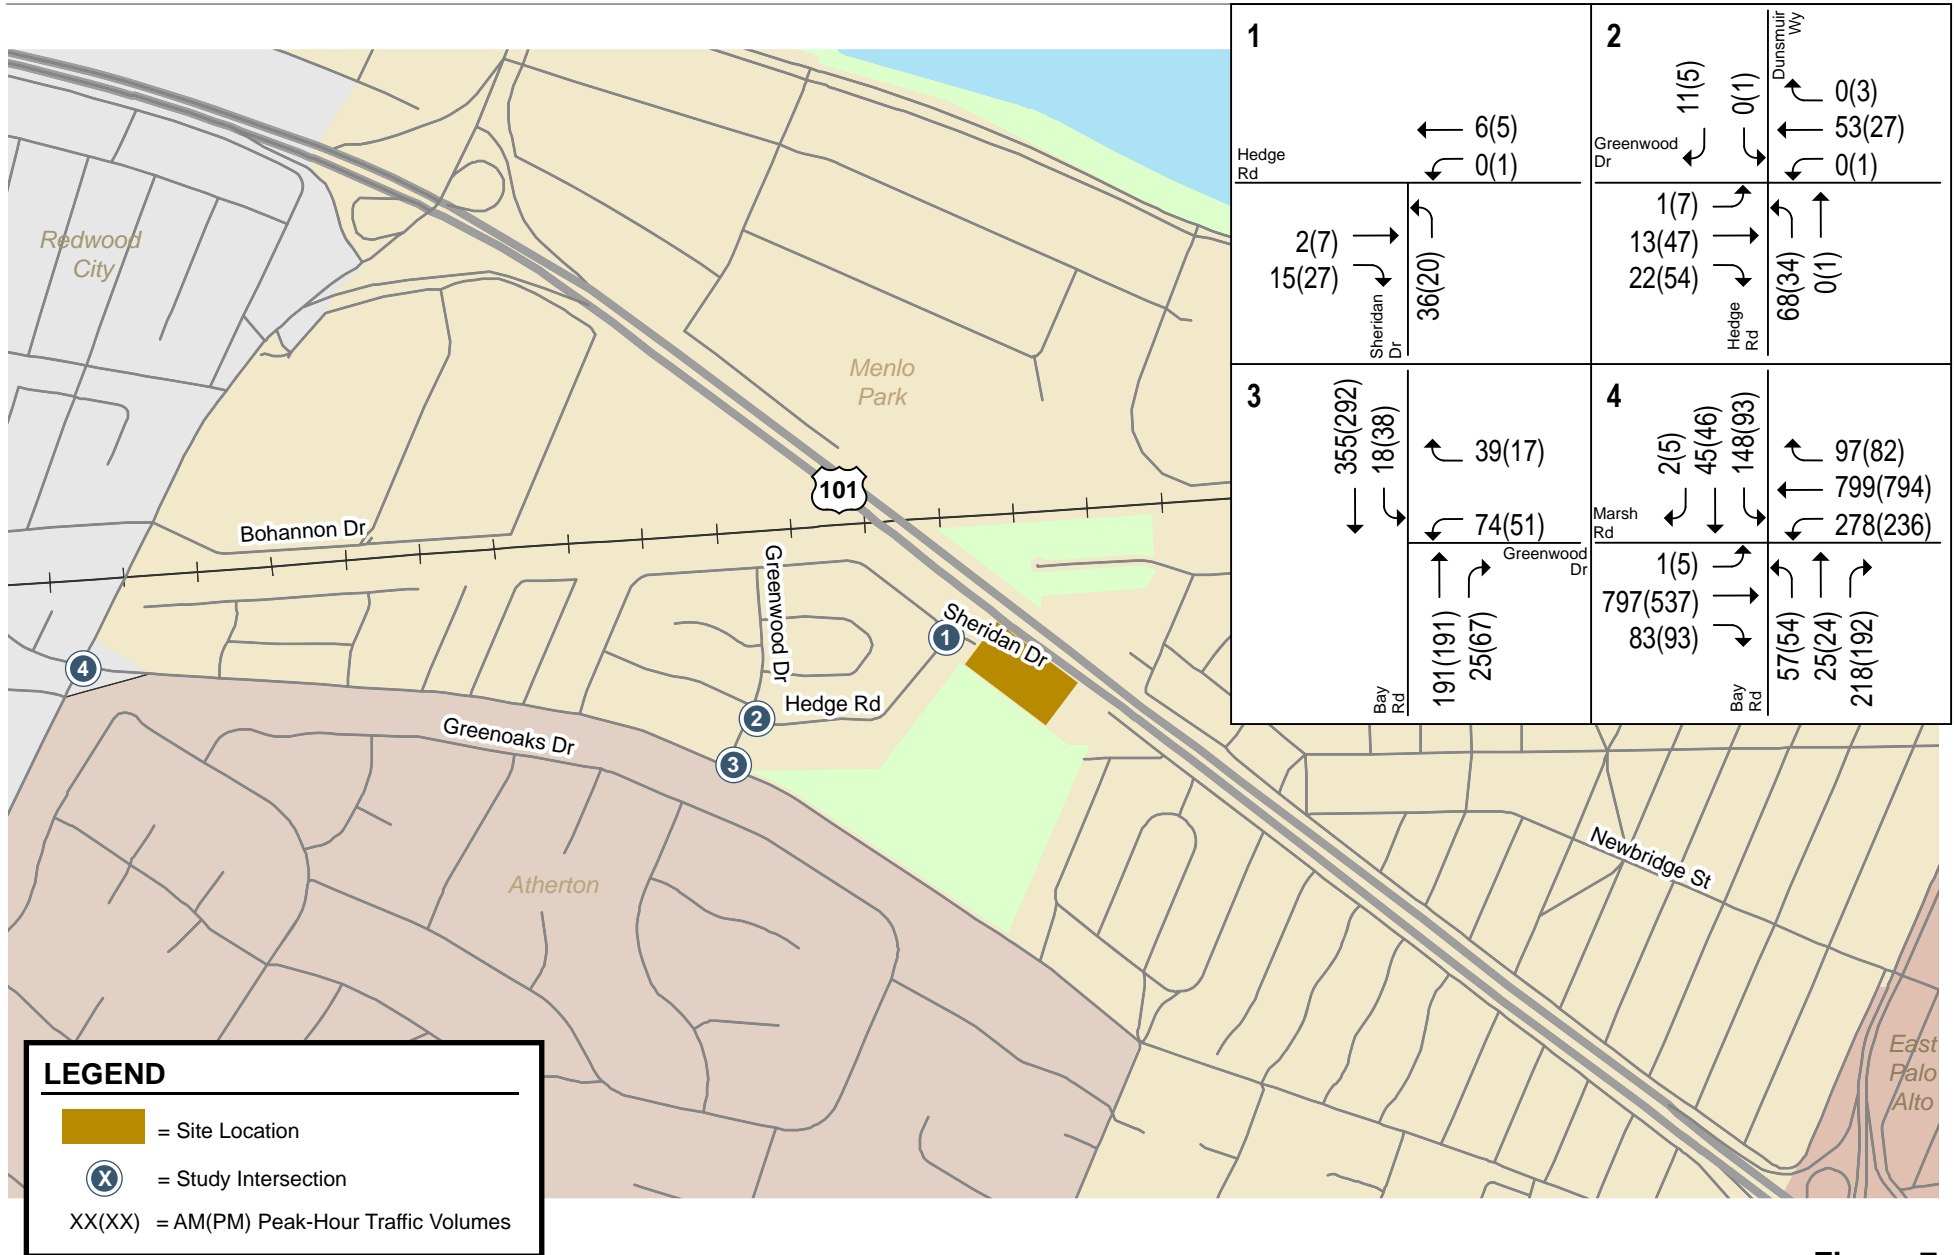 Redwood
City
Menlo
Park
101
Bohannon Dr
Greenwood Dr
Sheridan Dr
Hedge Rd
Greenoaks Dr
Newbridge St
Atherton
East
Palo
Alto
1
2
3
4
1
Hedge
Rd
6(5)
0(1)
2(7)
15(27)
36(20)
Sheridan
Dr
2
Dunsmuir
Wy
11(5)
0(1)
0(3)
53(27)
0(1)
Greenwood
Dr
1(7)
13(47)
22(54)
68(34)
0(1)
Hedge
Rd
3
355(292)
18(38)
39(17)
74(51)
Greenwood
Dr
191(191)
25(67)
Bay
Rd
4
2(5)
45(46)
148(93)
97(82)
799(794)
278(236)
Marsh
Rd
1(5)
797(537)
83(93)
57(54)
25(24)
218(192)
Bay
Rd
LEGEND
= Site Location
X = Study Intersection
XX(XX) = AM(PM) Peak-Hour Traffic Volumes